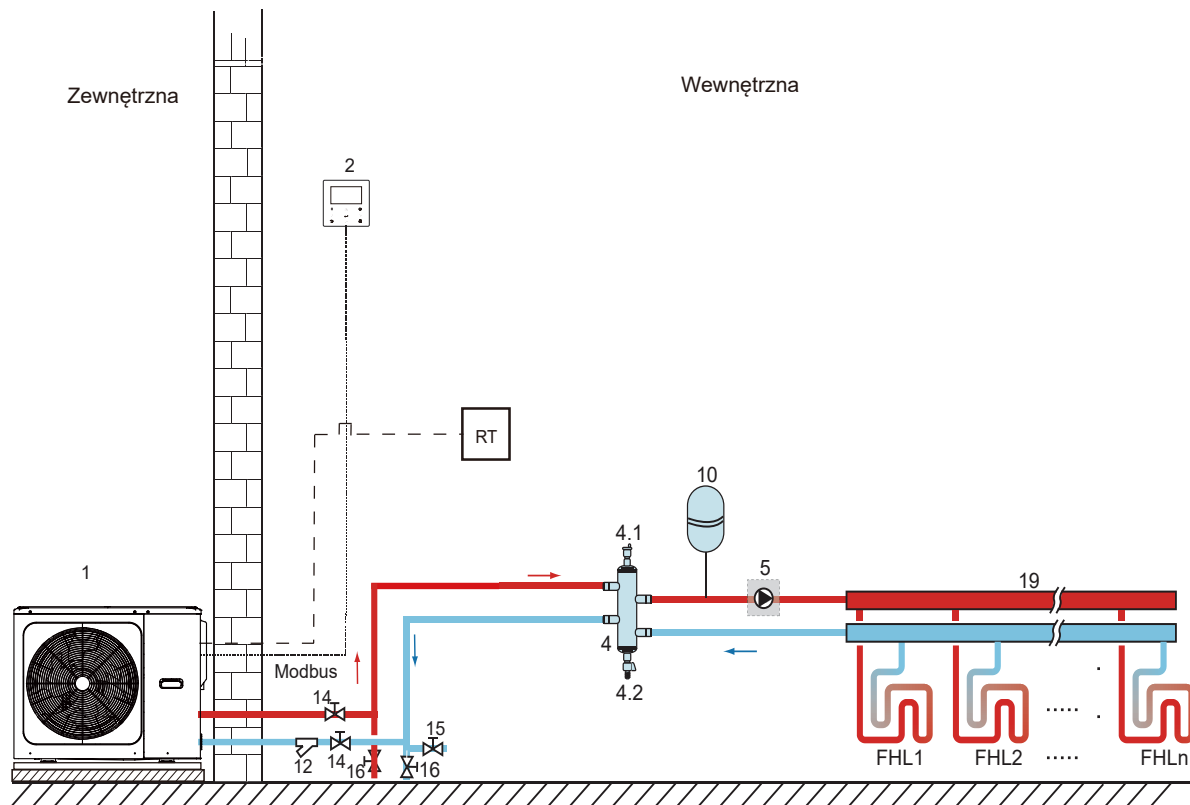 Zewnętrzna
Wewnętrzna
2
RT
10
4.1
5
1
19
4
Modbus
4.2
14
15
12
14
16
16
FHL1
FHL2
.....
.....
FHLn